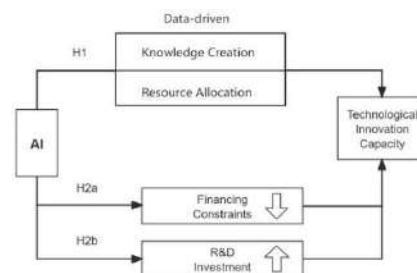 Data-driven
H1
Knowledge Creation
Resource Allocation
AI
Technological
Innovation
Capacity
H2a
Financing
Constraints
H2b
R&D
Investment